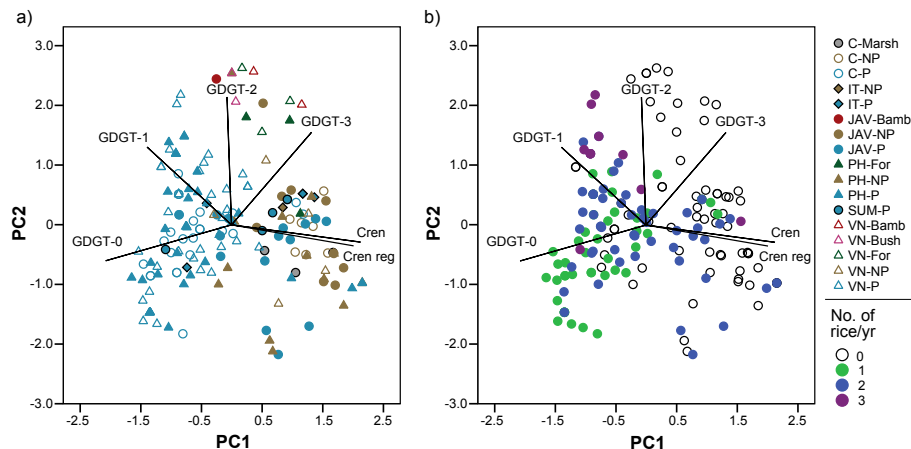 a)
b)
3.0
2.0
1.0
0
-1.0
-2.0
-3.0
PC2
-2.5
-1.5
-0.5
0.5
1.5
2.5
PC1
GDGT-2
GDGT-1
GDGT-3
GDGT-0
Cren
Cren reg
3.0
2.0
1.0
0
-1.0
-2.0
-3.0
PC2
-2.5
-1.5
-0.5
0.5
1.5
2.5
PC1
GDGT-2
GDGT-1
GDGT-3
GDGT-0
Cren
Cren reg
C-Marsh
C-NP
C-P
IT-NP
IT-P
JAV-Bamb
JAV-NP
JAV-P
PH-For
PH-NP
PH-P
SUM-P
VN-Bamb
VN-Bush
VN-For
VN-NP
VN-P
No. of
rice/yr
0
1
2
3